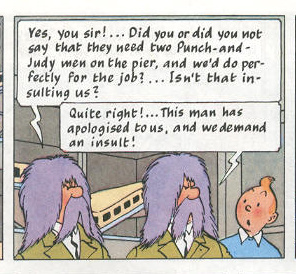 Yes, you sir!... Did you or did you not
say that they need two Punch-and-
Judy men on the pier, and we'd do per-
fectly for the job?... Isn't that in-
sulting us?
Quite right!...This man has
apologised to us, and we demand
an insult!